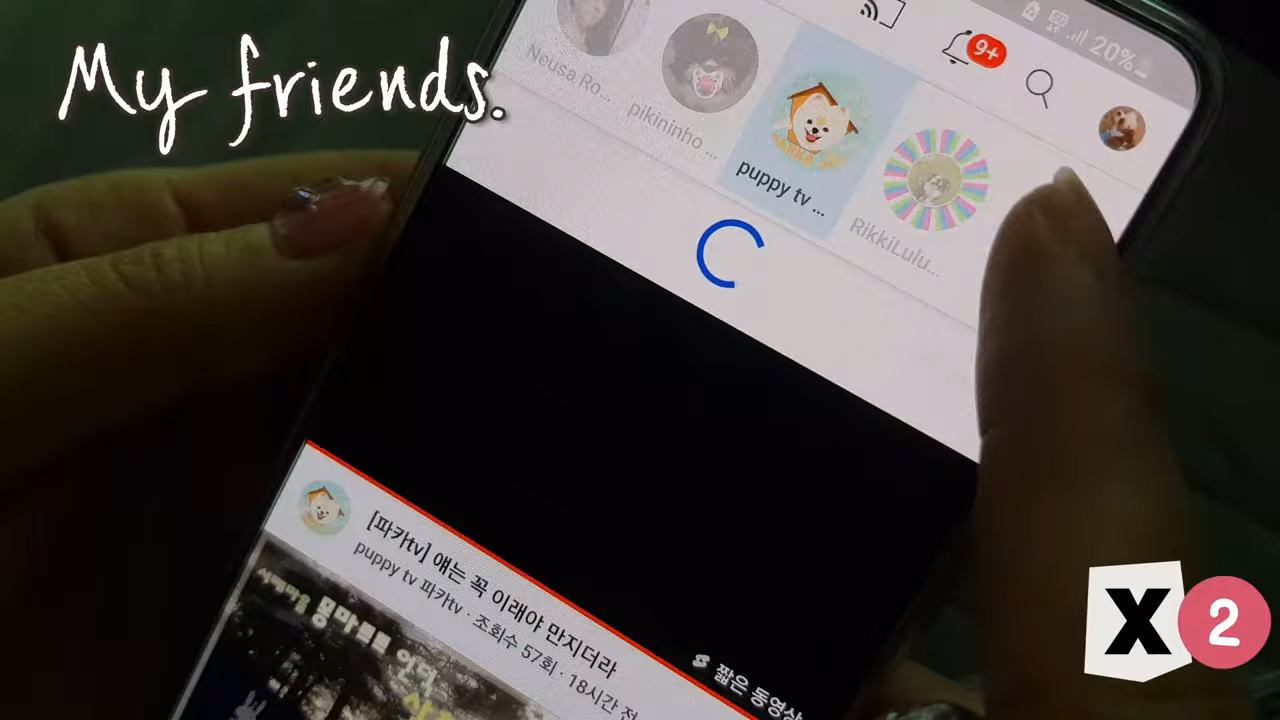 My friends.
20%
9+
Neusa Ro...
pikininho ...
puppy tv ...
RikkiLulu...
[파카tv] 얘는 꼭 이래야 만지더라
puppy tv 파카tv · 조회수 57회 · 18시간 전
짧은 동영상
X 2